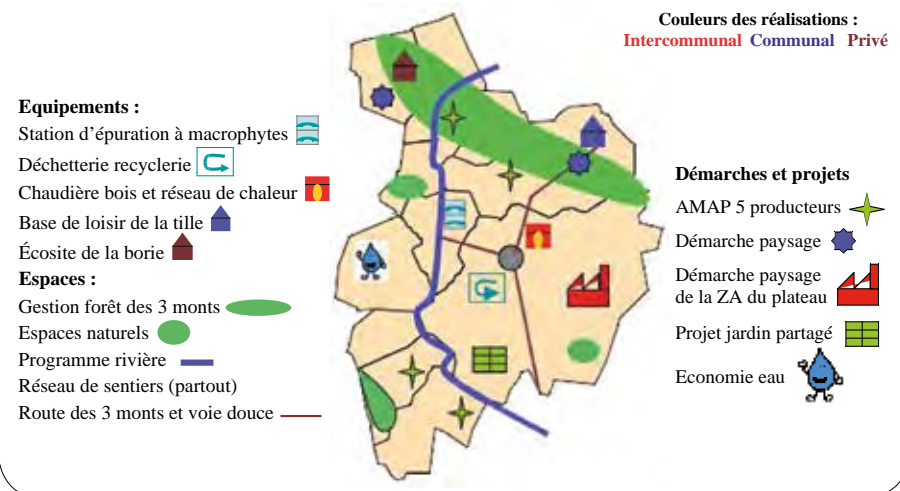 Couleurs des réalisations :
Intercommunal Communal Privé
Equipements :
Station d'épuration à macrophytes
Déchetterie recyclerie
Chaudière bois et réseau de chaleur
Base de loisir de la tille
Écosite de la borie
Espaces :
Gestion forêt des 3 monts
Espaces naturels
Programme rivière
Réseau de sentiers (partout)
Route des 3 monts et voie douce
Démarches et projets
AMAP 5 producteurs
Démarche paysage
Démarche paysage
de la ZA du plateau
Projet jardin partagé
Economie eau